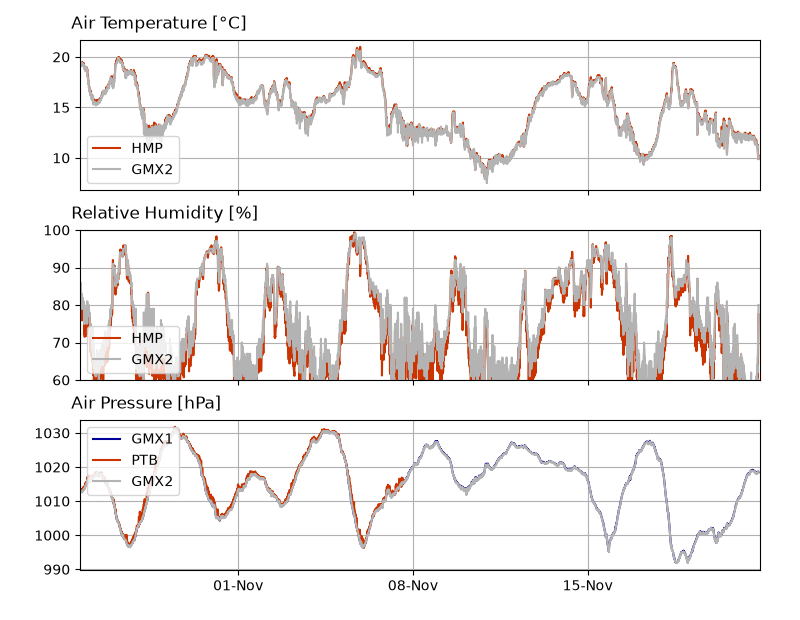 Air Temperature [°C]
20
15
10
HMP
GMX2
Relative Humidity [%]
100
90
80
70
60
HMP
GMX2
Air Pressure [hPa]
1030
1020
1010
1000
990
GMX1
PTB
GMX2
01-Nov
08-Nov
15-Nov